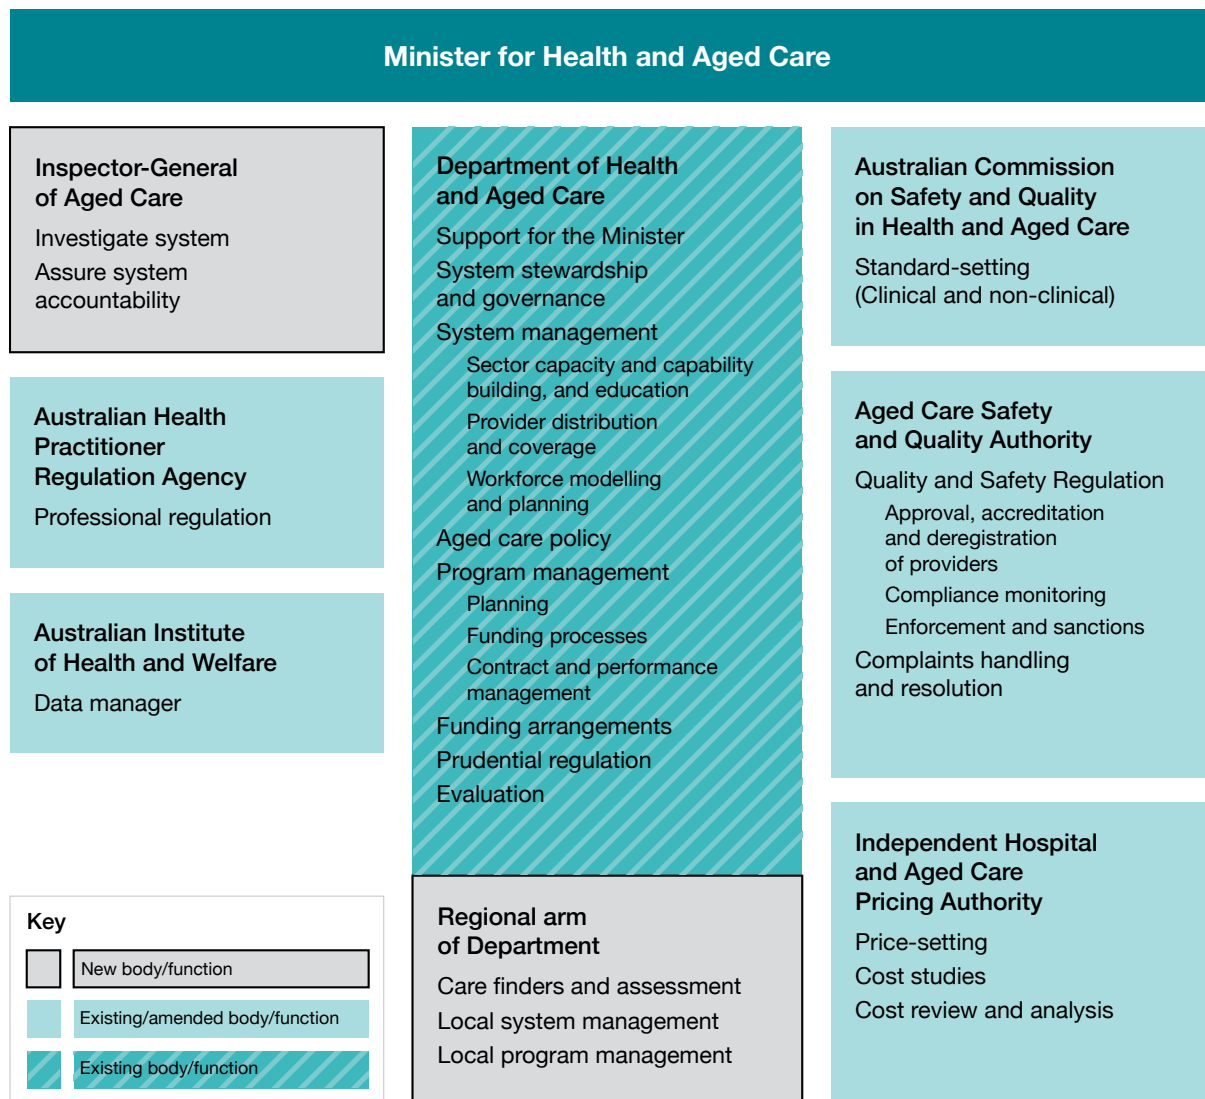 Minister for Health and Aged Care
Inspector-General
of Aged Care
Investigate system
Assure system
accountability
Australian Health
Practitioner
Regulation Agency
Professional regulation
Australian Institute
of Health and Welfare
Data manager
Department of Health
and Aged Care
Support for the Minister
System stewardship
and governance
System management
Sector capacity and capability
building, and education
Provider distribution
and coverage
Workforce modelling
and planning
Aged care policy
Program management
Planning
Funding processes
Contract and performance
management
Funding arrangements
Prudential regulation
Evaluation
Regional arm
of Department
Care finders and assessment
Local system management
Local program management
Australian Commission
on Safety and Quality
in Health and Aged Care
Standard-setting
(Clinical and non-clinical)
Aged Care Safety
and Quality Authority
Quality and Safety Regulation
Approval, accreditation
and deregistration
of providers
Compliance monitoring
Enforcement and sanctions
Complaints handling
and resolution
Independent Hospital
and Aged Care
Pricing Authority
Price-setting
Cost studies
Cost review and analysis
Key
New body/function
Existing/amended body/function
Existing body/function